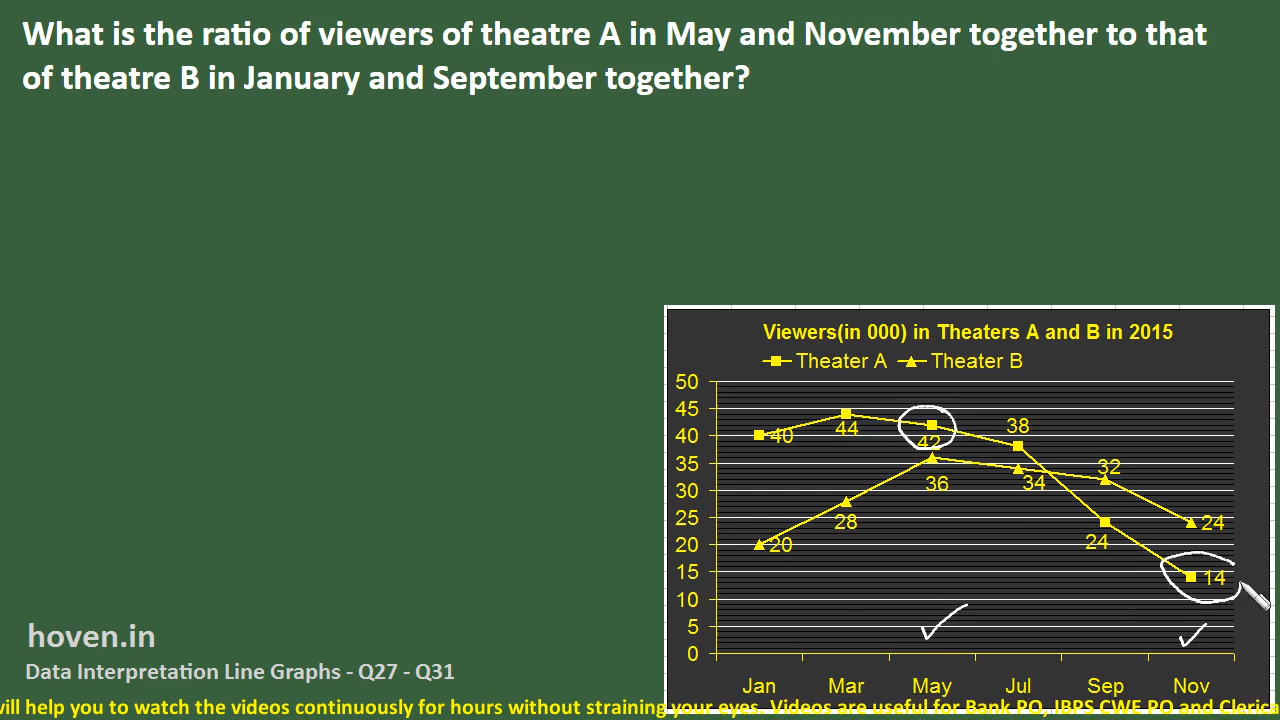 What is the ratio of viewers of theatre A in May and November together to that
of theatre B in January and September together?
Viewers(in 000) in Theaters A and B in 2015
Theater A Theater B
50
45
40
35
30
25
20
15
10
5
0
40 44 42 38 24 14
20 28 36 34 32 24
Jan Mar May Jul Sep Nov
hoven.in
Data Interpretation Line Graphs - Q27 - Q31
will help you to watch the videos continuously for hours without straining your eyes. Videos are useful for Bank PO, IBPS CWE PO and Clerica